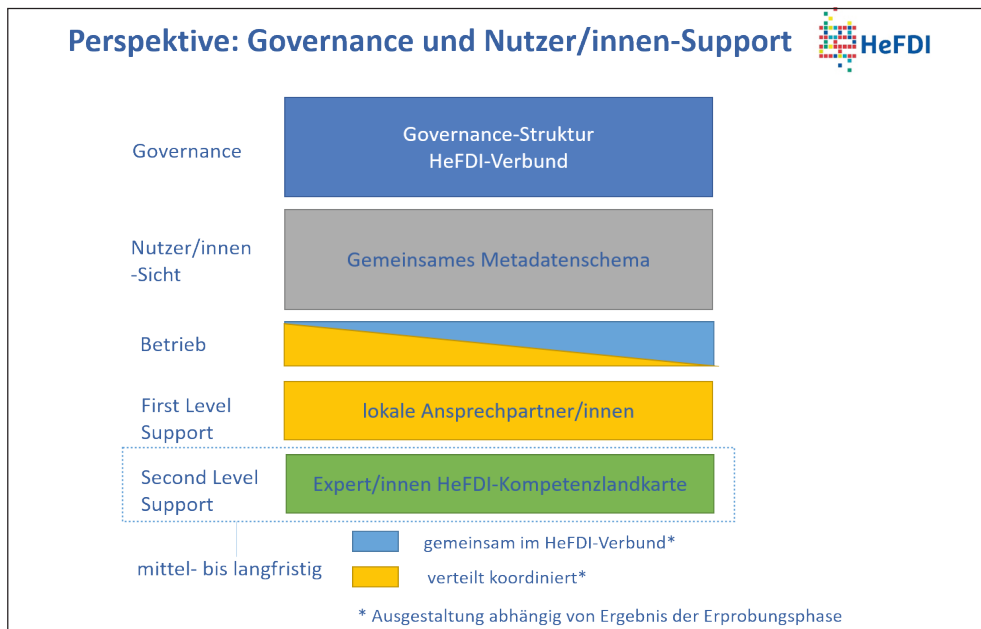 Perspektive: Governance und Nutzer/innen-Support
HeFDI
Governance
Governance-Struktur
HeFDI-Verbund
Nutzer/innen
-Sicht
Gemeinsames Metadatenschema
Betrieb
First Level
Support
lokale Ansprechpartner/innen
Second Level
Support
Expert/innen HeFDI-Kompetenzlandkarte
mittel- bis langfristig
gemeinsam im HeFDI-Verbund*
verteilt koordiniert*
* Ausgestaltung abhängig von Ergebnis der Erprobungsphase